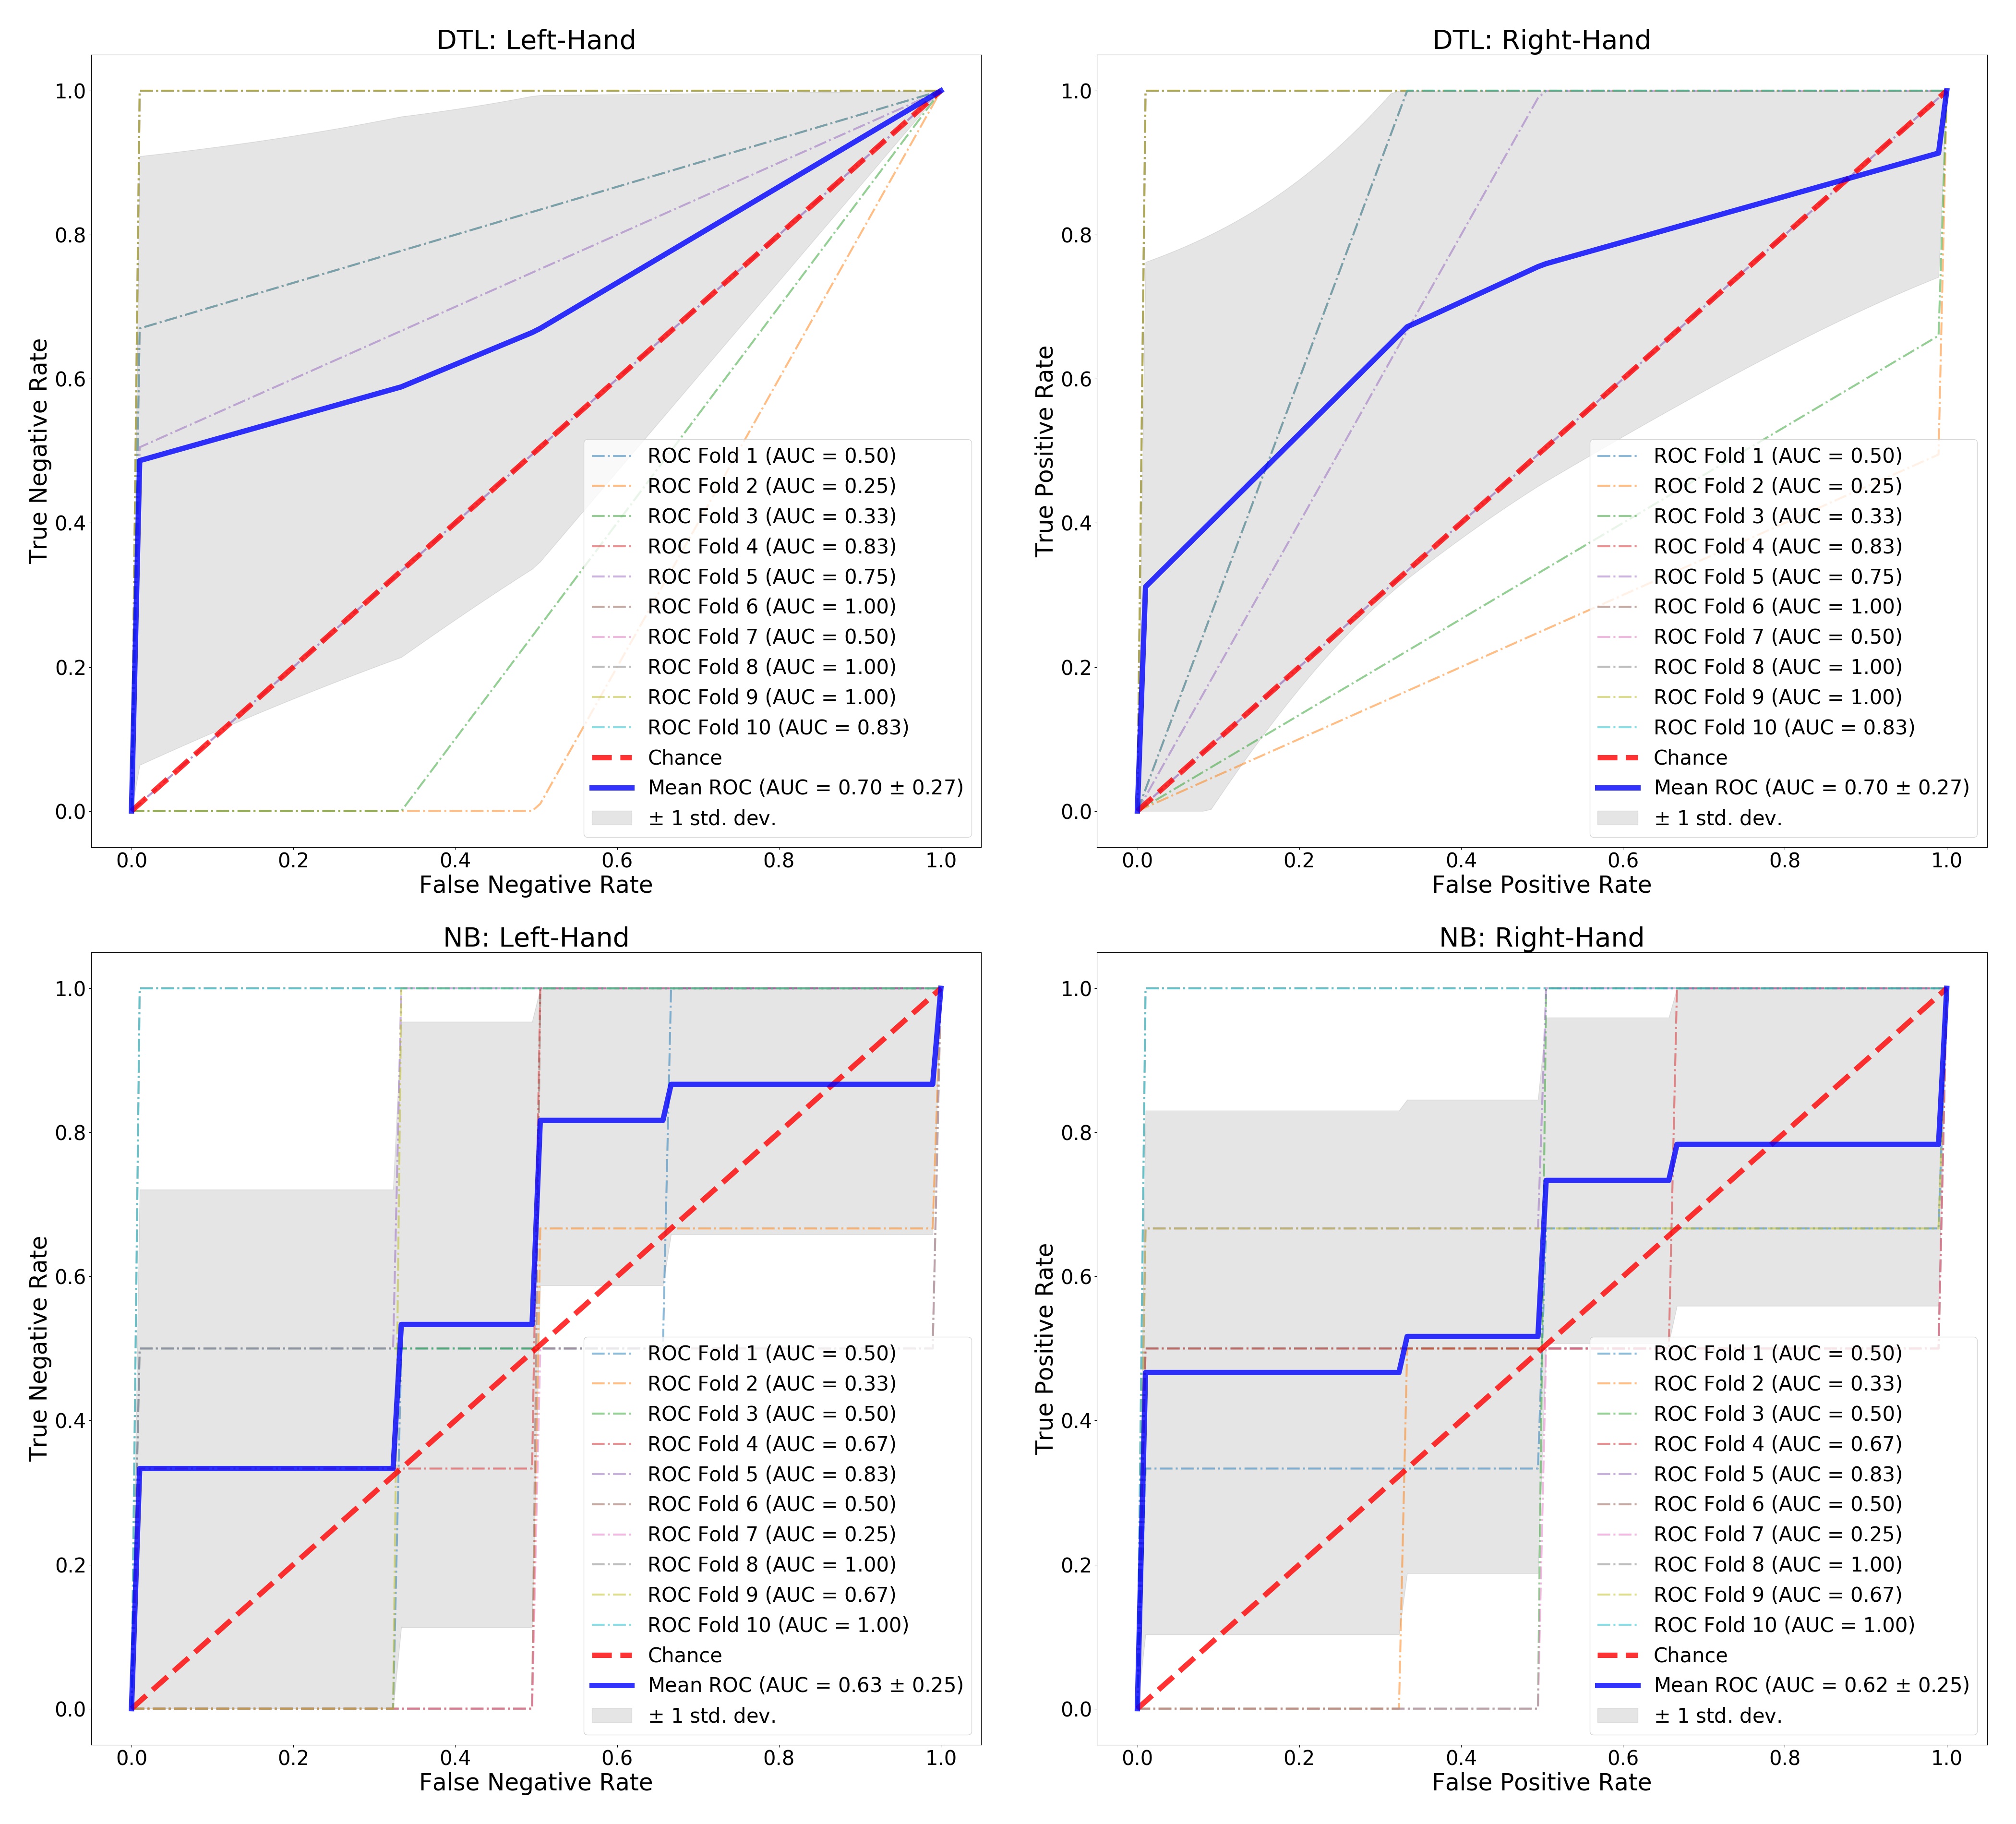 DTL: Left-Hand
True Negative Rate
1.0
0.8
0.6
0.4
0.2
0.0
0.0 0.2 0.4 0.6 0.8 1.0
False Negative Rate
ROC Fold 1 (AUC = 0.50)
ROC Fold 2 (AUC = 0.25)
ROC Fold 3 (AUC = 0.33)
ROC Fold 4 (AUC = 0.83)
ROC Fold 5 (AUC = 0.75)
ROC Fold 6 (AUC = 1.00)
ROC Fold 7 (AUC = 0.50)
ROC Fold 8 (AUC = 1.00)
ROC Fold 9 (AUC = 1.00)
ROC Fold 10 (AUC = 0.83)
Chance
Mean ROC (AUC = 0.70 ± 0.27)
± 1 std. dev.
DTL: Right-Hand
True Positive Rate
1.0
0.8
0.6
0.4
0.2
0.0
0.0 0.2 0.4 0.6 0.8 1.0
False Positive Rate
ROC Fold 1 (AUC = 0.50)
ROC Fold 2 (AUC = 0.25)
ROC Fold 3 (AUC = 0.33)
ROC Fold 4 (AUC = 0.83)
ROC Fold 5 (AUC = 0.75)
ROC Fold 6 (AUC = 1.00)
ROC Fold 7 (AUC = 0.50)
ROC Fold 8 (AUC = 1.00)
ROC Fold 9 (AUC = 1.00)
ROC Fold 10 (AUC = 0.83)
Chance
Mean ROC (AUC = 0.70 ± 0.27)
± 1 std. dev.
NB: Left-Hand
True Negative Rate
1.0
0.8
0.6
0.4
0.2
0.0
0.0 0.2 0.4 0.6 0.8 1.0
False Negative Rate
ROC Fold 1 (AUC = 0.50)
ROC Fold 2 (AUC = 0.33)
ROC Fold 3 (AUC = 0.50)
ROC Fold 4 (AUC = 0.67)
ROC Fold 5 (AUC = 0.83)
ROC Fold 6 (AUC = 0.50)
ROC Fold 7 (AUC = 0.25)
ROC Fold 8 (AUC = 1.00)
ROC Fold 9 (AUC = 0.67)
ROC Fold 10 (AUC = 1.00)
Chance
Mean ROC (AUC = 0.63 ± 0.25)
± 1 std. dev.
NB: Right-Hand
True Positive Rate
1.0
0.8
0.6
0.4
0.2
0.0
0.0 0.2 0.4 0.6 0.8 1.0
False Positive Rate
ROC Fold 1 (AUC = 0.50)
ROC Fold 2 (AUC = 0.33)
ROC Fold 3 (AUC = 0.50)
ROC Fold 4 (AUC = 0.67)
ROC Fold 5 (AUC = 0.83)
ROC Fold 6 (AUC = 0.50)
ROC Fold 7 (AUC = 0.25)
ROC Fold 8 (AUC = 1.00)
ROC Fold 9 (AUC = 0.67)
ROC Fold 10 (AUC = 1.00)
Chance
Mean ROC (AUC = 0.62 ± 0.25)
± 1 std. dev.